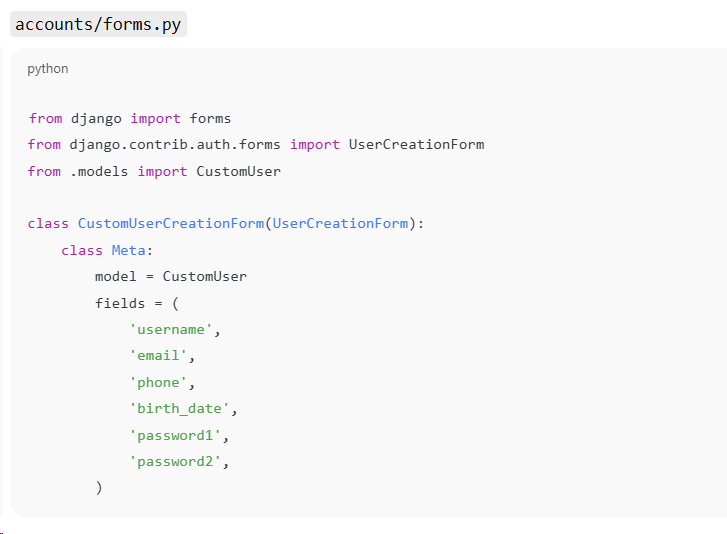 accounts/forms.py
python
from django import forms
from django.contrib.auth.forms import UserCreationForm
from .models import CustomUser
class CustomUserCreationForm(UserCreationForm):
    class Meta:
        model = CustomUser
        fields = (
            'username',
            'email',
            'phone',
            'birth_date',
            'password1',
            'password2',
        )